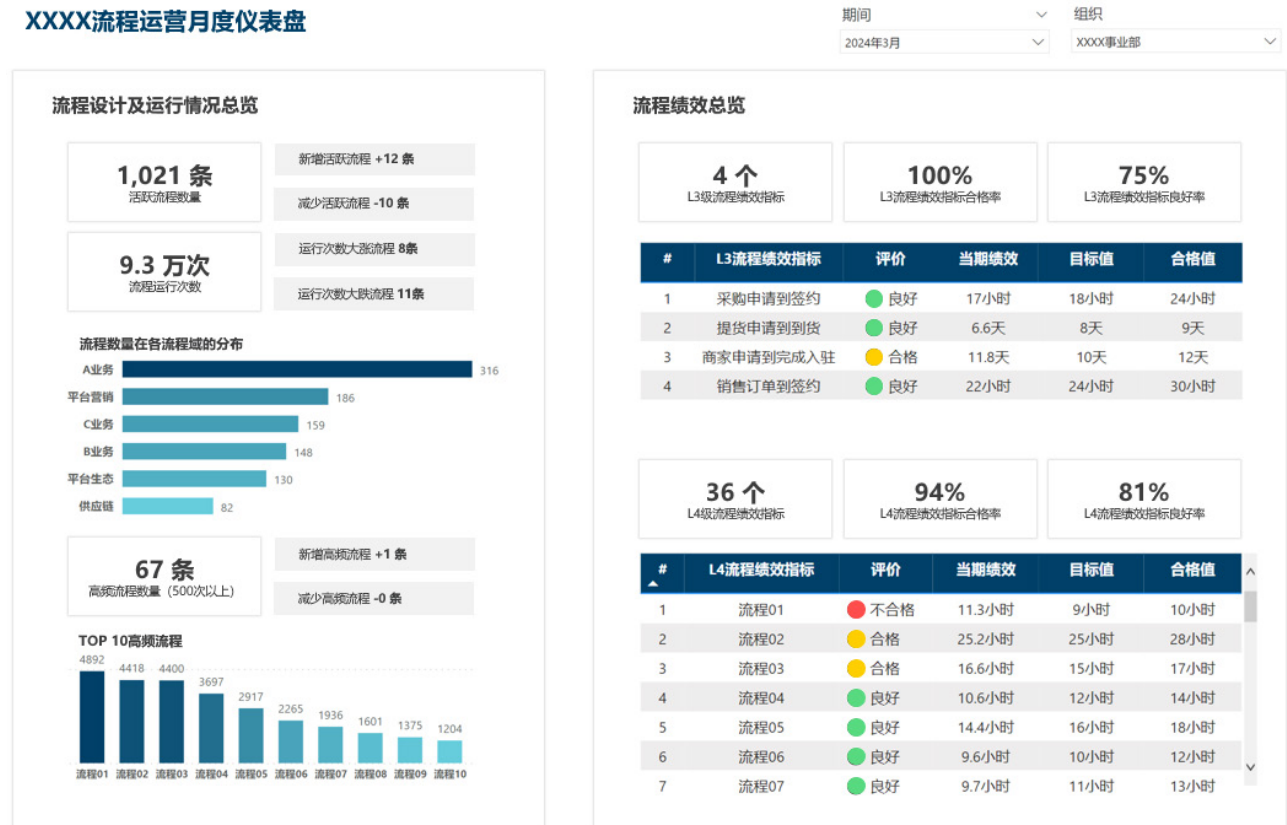 XXXX流程运营月度仪表盘
期间
组织
2024年3月
XXXX事业部
流程设计及运行情况总览
1,021 条
活跃流程数量
新增活跃流程 +12 条
减少活跃流程 -10 条
9.3 万次
流程运行次数
运行次数大涨流程 8条
运行次数大跌流程 11条
流程数量在各流程域的分布
A业务 316
平台营销 186
C业务 159
B业务 148
平台生态 130
供应链 82
67 条
高频流程数量（500次以上）
新增高频流程 +1 条
减少高频流程 -0 条
TOP 10高频流程
4892 4418 4400 3697 2917 2265 1936 1601 1375 1204
流程01 流程02 流程03 流程04 流程05 流程06 流程07 流程08 流程09 流程10
流程绩效总览
4 个
L3级流程绩效指标
100%
L3流程绩效指标合格率
75%
L3流程绩效指标良好率
# L3流程绩效指标 评价 当期绩效 目标值 合格值
1 采购申请到签约 良好 17小时 18小时 24小时
2 提货申请到到货 良好 6.6天 8天 9天
3 商家申请到完成入驻 合格 11.8天 10天 12天
4 销售订单到签约 良好 22小时 24小时 30小时
36 个
L4级流程绩效指标
94%
L4流程绩效指标合格率
81%
L4流程绩效指标良好率
# L4流程绩效指标 评价 当期绩效 目标值 合格值
1 流程01 不合格 11.3小时 9小时 10小时
2 流程02 合格 25.2小时 25小时 28小时
3 流程03 合格 16.6小时 15小时 17小时
4 流程04 良好 10.6小时 12小时 14小时
5 流程05 良好 14.4小时 16小时 18小时
6 流程06 良好 9.6小时 10小时 12小时
7 流程07 良好 9.7小时 11小时 13小时